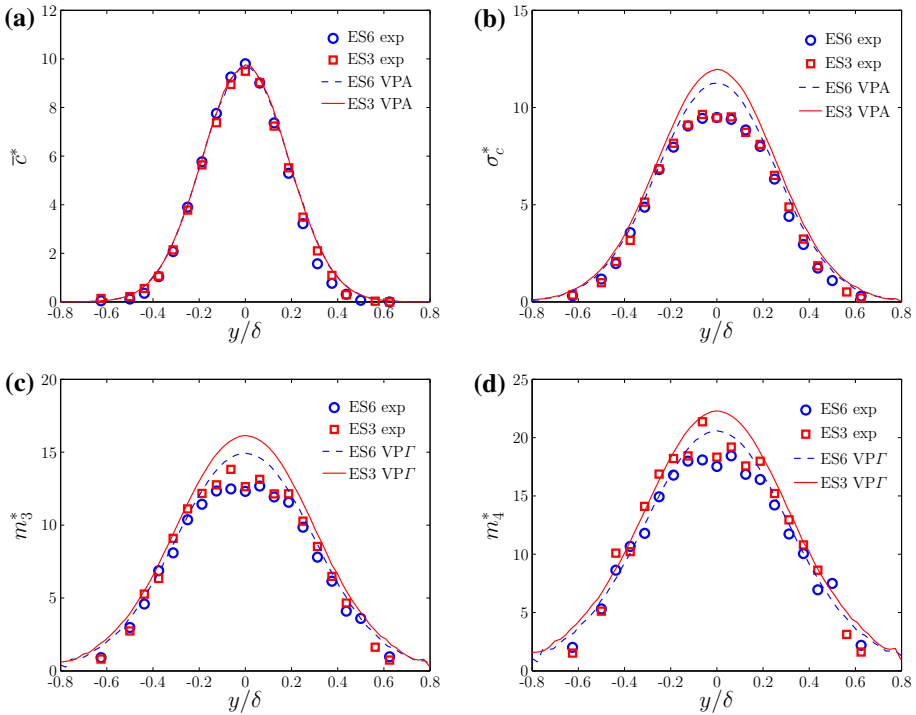 (a)
12
10
8
6
4
2
0
c̄*
ES6 exp
ES3 exp
ES6 VPA
ES3 VPA
-0.8 -0.6 -0.4 -0.2 0 0.2 0.4 0.6 0.8
y/δ
(b)
15
10
5
0
σ*c
ES6 exp
ES3 exp
ES6 VPA
ES3 VPA
-0.8 -0.6 -0.4 -0.2 0 0.2 0.4 0.6 0.8
y/δ
(c)
20
15
10
5
0
m*3
ES6 exp
ES3 exp
ES6 VPΓ
ES3 VPΓ
-0.8 -0.6 -0.4 -0.2 0 0.2 0.4 0.6 0.8
y/δ
(d)
25
20
15
10
5
0
m*4
ES6 exp
ES3 exp
ES6 VPΓ
ES3 VPΓ
-0.8 -0.6 -0.4 -0.2 0 0.2 0.4 0.6 0.8
y/δ